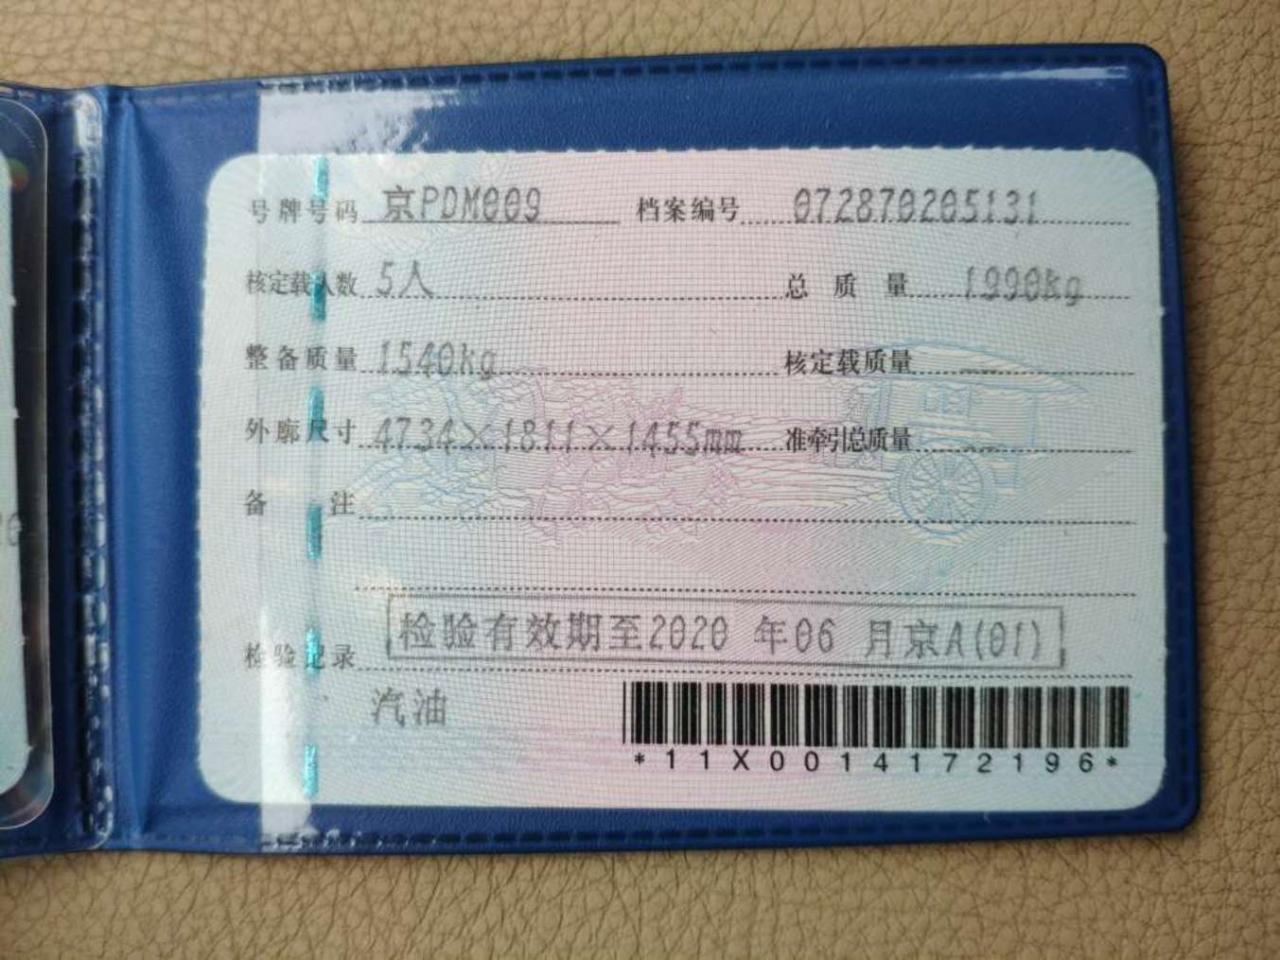 号牌号码 京PDM009 档案编号 072870205131
核定载人数 5人 总质量 1990kg
整备质量 1540kg 核定载质量 --
外廓尺寸 4734×1811×1455mm 准牵引总质量 --
备注
检验记录 检验有效期至2020 年06 月京A(01)
汽油
*11X0014172196*